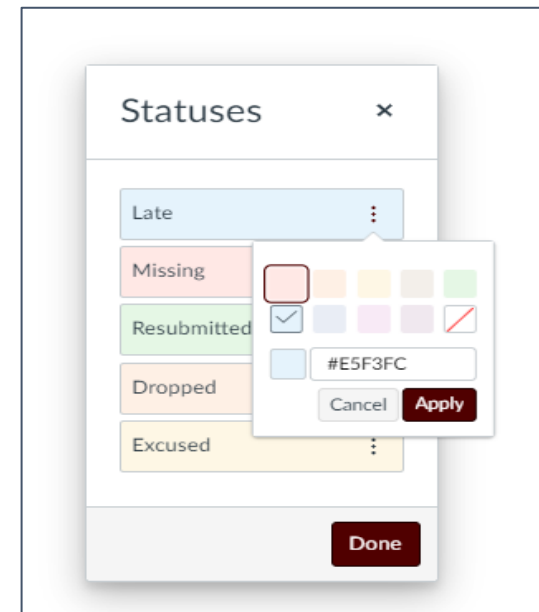 Statuses
Late
Missing
Resubmitted
#E5F3FC
Dropped
Cancel Apply
Excused
Done